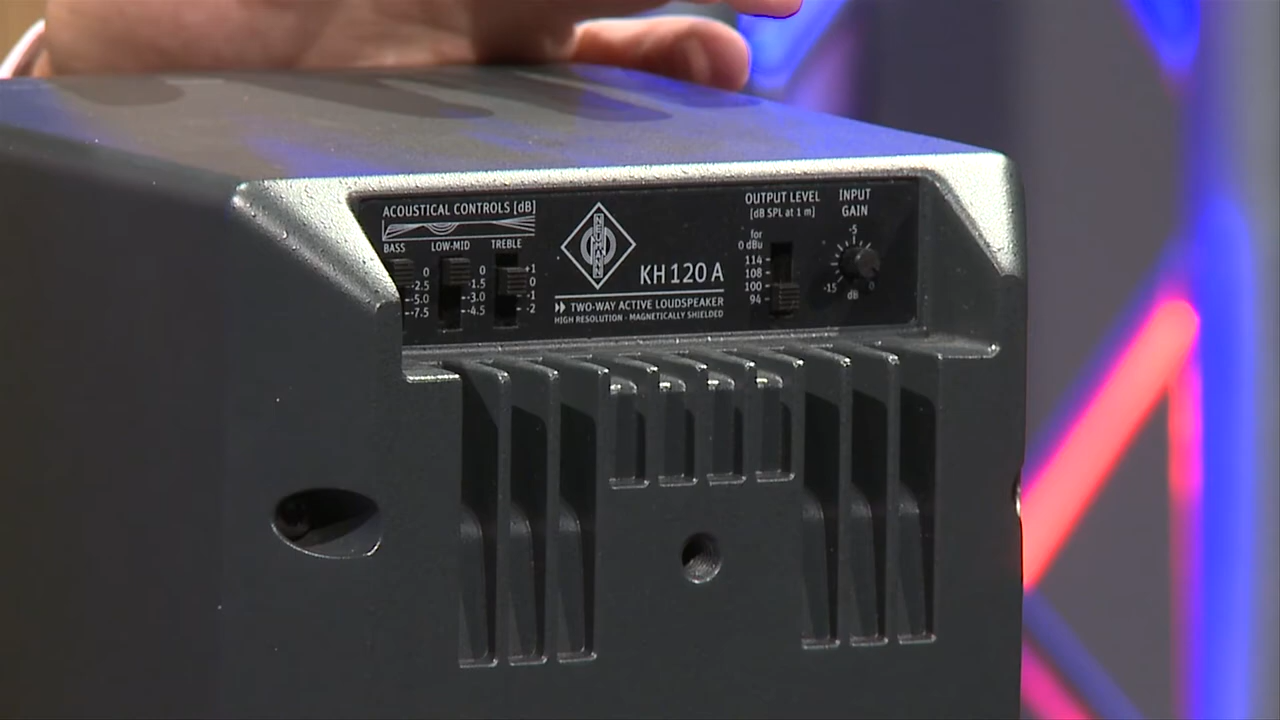 ACOUSTICAL CONTROLS [dB]
BASS
LOW-MID
TREBLE
0
-2.5
-5.0
-7.5
0
-1.5
-3.0
-4.5
+1
0
-1
-2
NEUMANN
KH 120 A
TWO-WAY ACTIVE LOUDSPEAKER
HIGH RESOLUTION - MAGNETICALLY SHIELDED
OUTPUT LEVEL
[dB SPL at 1 m]
for
0 dBu
114
108
100
94
INPUT
GAIN
-5
-15
0
dB